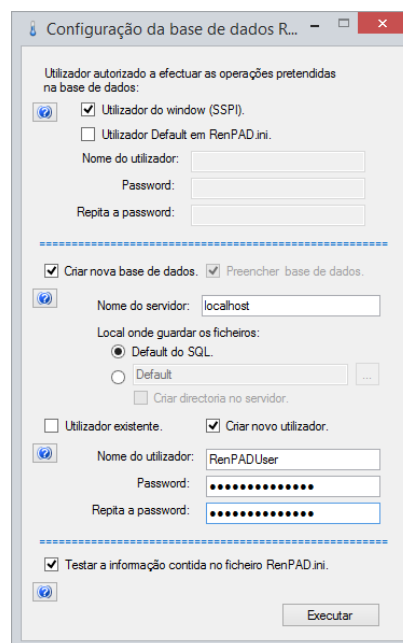 Configuração da base de dados R...
Utilizador autorizado a efectuar as operações pretendidas
na base de dados:
Utilizador do window (SSPI).
Utilizador Default em RenPAD.ini.
Nome do utilizador:
Password:
Repita a password:
Criar nova base de dados. Preencher base de dados.
Nome do servidor: localhost
Local onde guardar os ficheiros:
Default do SQL.
Default ...
Criar directoria no servidor.
Utilizador existente. Criar novo utilizador.
Nome do utilizador: RenPADUser
Password: ••••••••••••••
Repita a password: ••••••••••••••
Testar a informação contida no ficheiro RenPAD.ini.
Executar